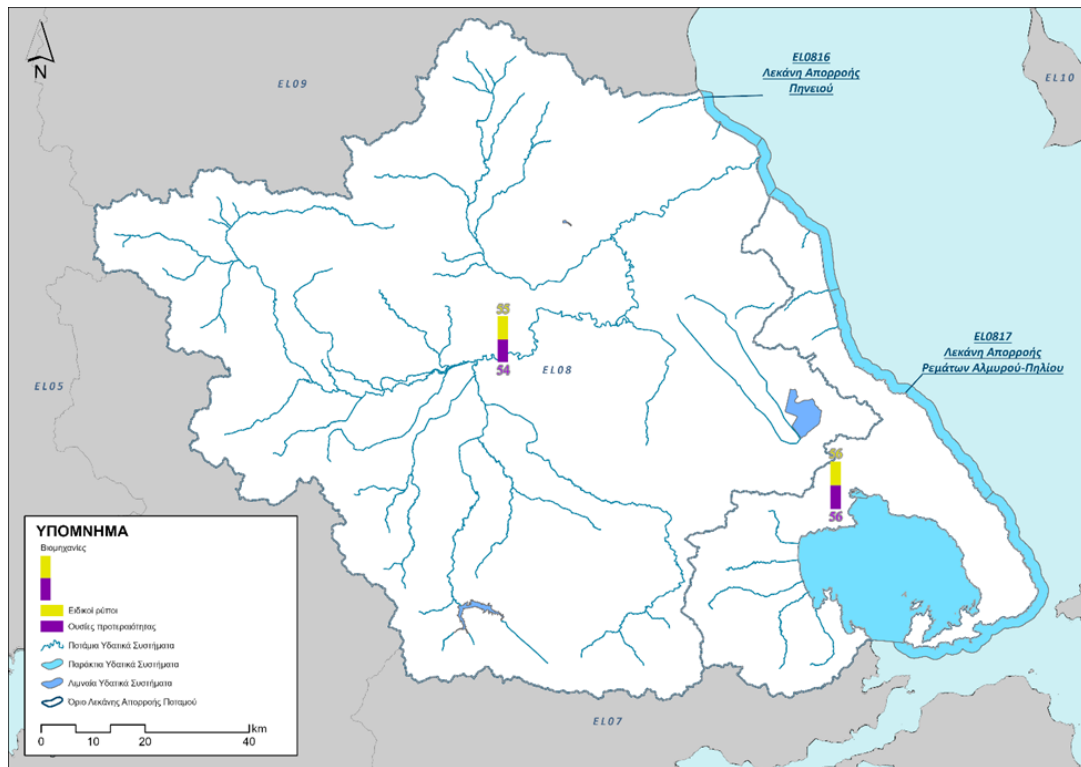 N
EL09
EL0816
Λεκάνη Απορροής
Πηνειού
EL10
EL05
55
54
EL08
EL0817
Λεκάνη Απορροής
Ρεμάτων Αλμυρού-Πηλίου
56
56
EL07
ΥΠΟΜΝΗΜΑ
Βιομηχανίες
Ειδικοί ρύποι
Ουσίες προτεραιότητας
Ποτάμια Υδατικά Συστήματα
Παράκτια Υδατικά Συστήματα
Λιμναία Υδατικά Συστήματα
Όριο Λεκάνης Απορροής Ποταμού
km
0 10 20 40